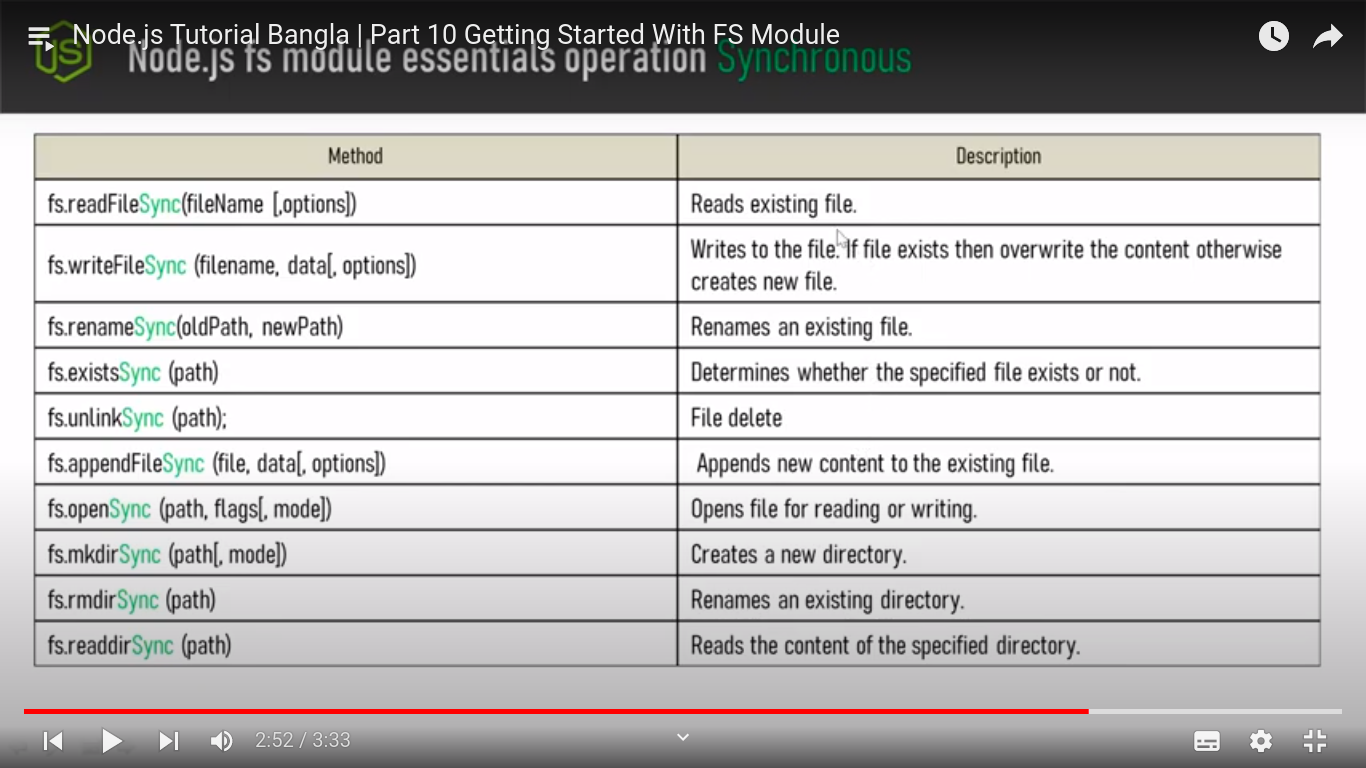 Node.js Tutorial Bangla | Part 10 Getting Started With FS Module
JS
Node.js fs module essentials operation Synchronous
Method Description
fs.readFileSync(fileName [,options]) Reads existing file.
fs.writeFileSync (filename, data[, options]) Writes to the file. If file exists then overwrite the content otherwise
creates new file.
fs.renameSync(oldPath, newPath) Renames an existing file.
fs.existsSync (path) Determines whether the specified file exists or not.
fs.unlinkSync (path); File delete
fs.appendFileSync (file, data[, options]) Appends new content to the existing file.
fs.openSync (path, flags[, mode]) Opens file for reading or writing.
fs.mkdirSync (path[, mode]) Creates a new directory.
fs.rmdirSync (path) Renames an existing directory.
fs.readdirSync (path) Reads the content of the specified directory.
2:52 / 3:33